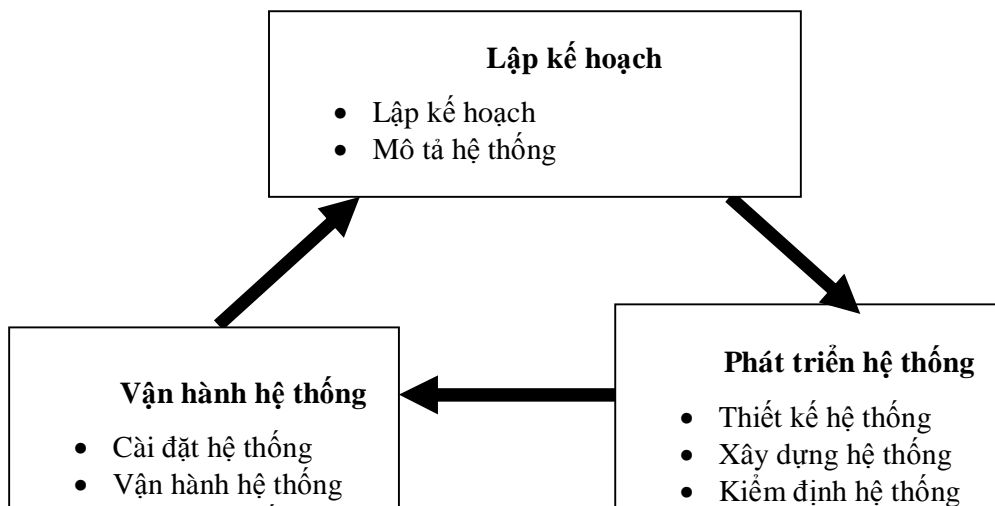 Lập kế hoạch
• Lập kế hoạch
• Mô tả hệ thống
Phát triển hệ thống
• Thiết kế hệ thống
• Xây dựng hệ thống
• Kiểm định hệ thống
Vận hành hệ thống
• Cài đặt hệ thống
• Vận hành hệ thống